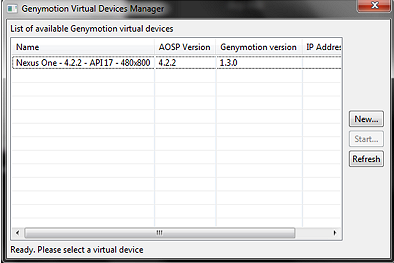 Genymotion Virtual Devices Manager
List of available Genymotion virtual devices
Name AOSP Version Genymotion version IP Addres
Nexus One - 4.2.2 - API 17 - 480x800 4.2.2 1.3.0
New...
Start...
Refresh
Ready. Please select a virtual device